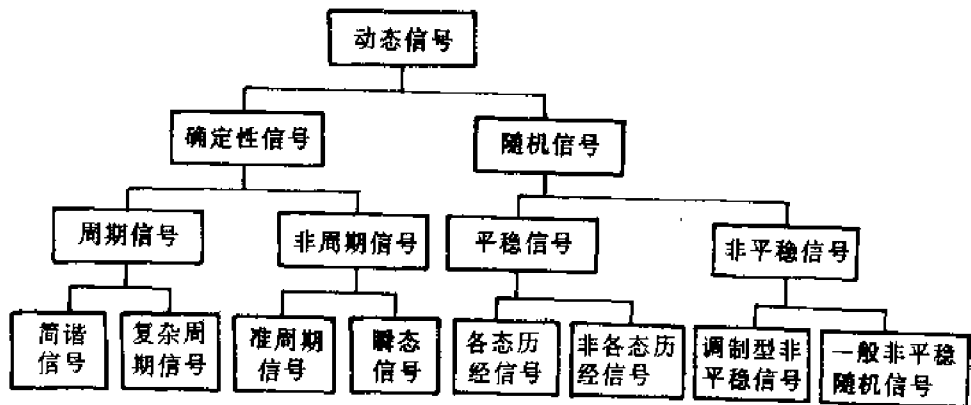 动态信号
确定性信号
随机信号
周期信号
非周期信号
平稳信号
非平稳信号
简谐
信号
复杂周
期信号
准周期
信号
瞬态
信号
各态历
经信号
非各态历
经信号
调制型非
平稳信号
一般非平稳
随机信号